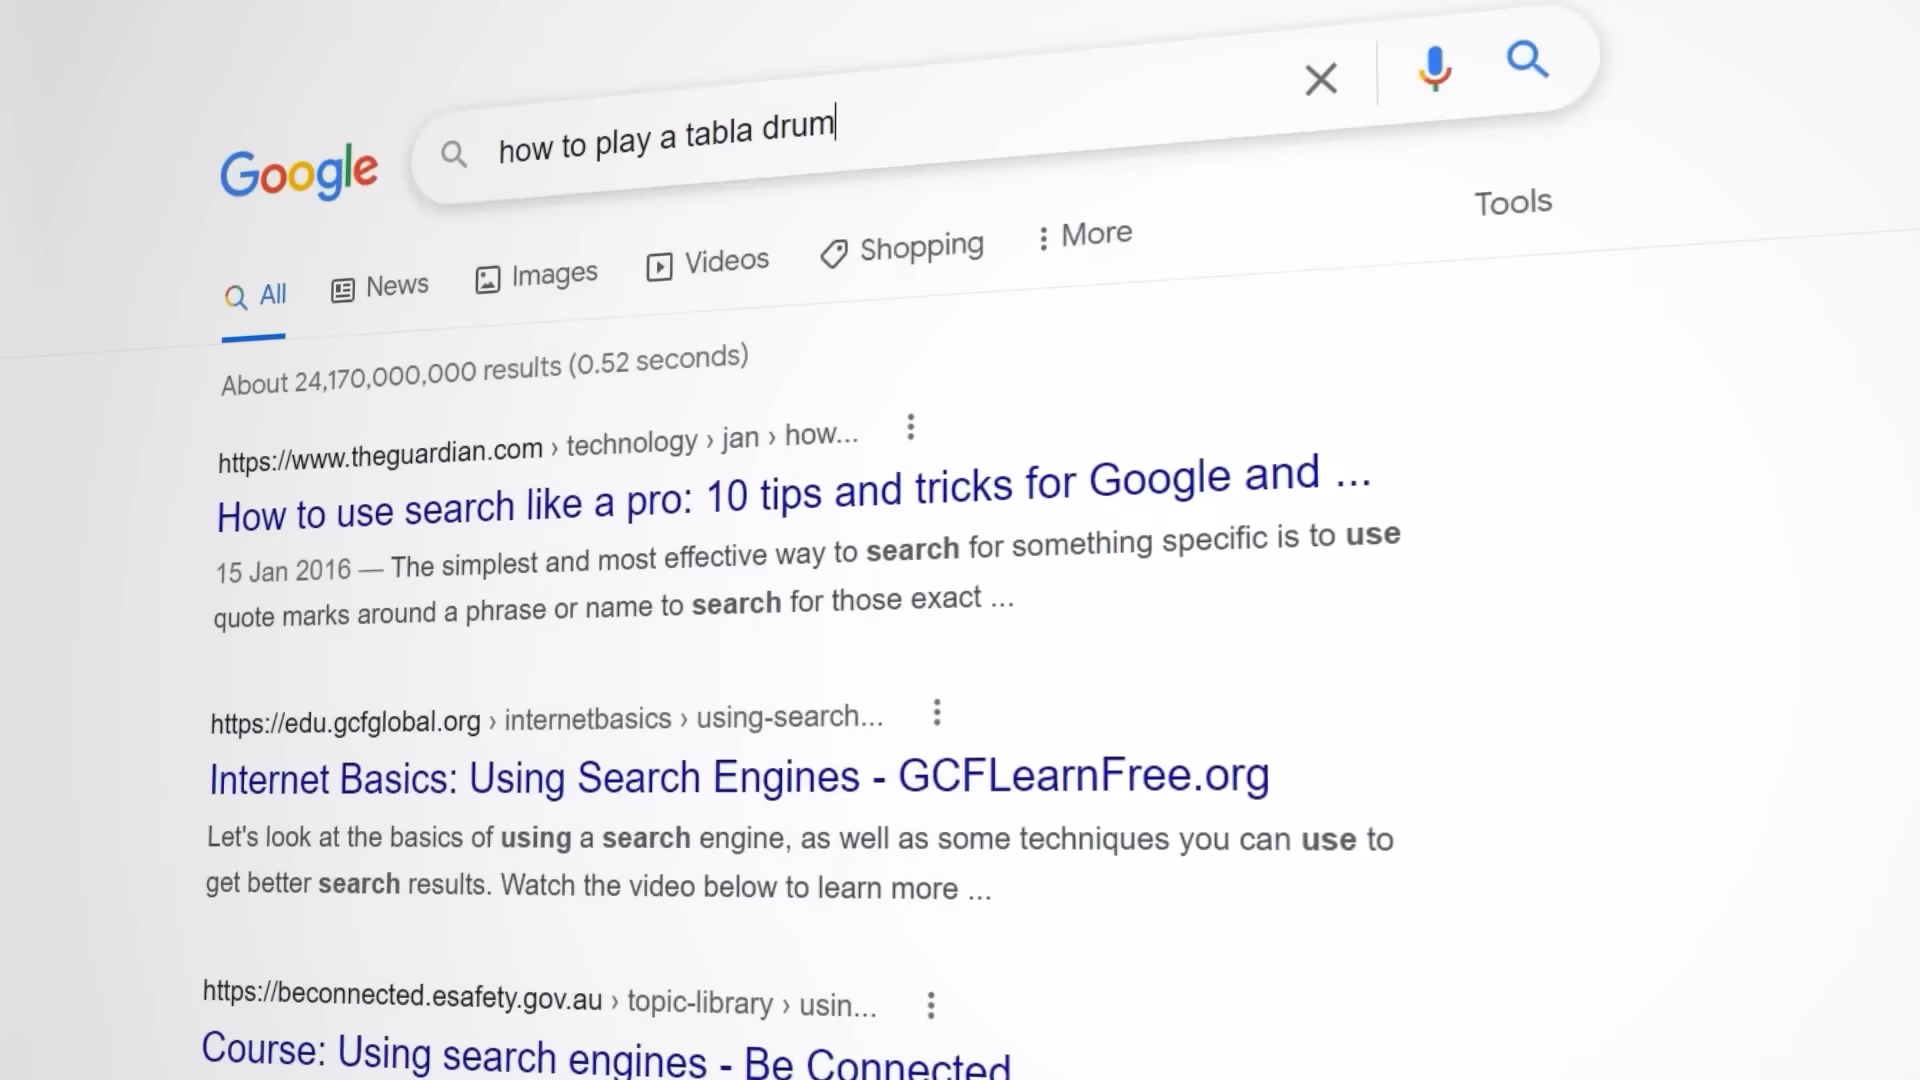 Google
how to play a tabla drum
All
News
Images
Videos
Shopping
More
Tools
About 24,170,000,000 results (0.52 seconds)
https://www.theguardian.com › technology › jan › how...
How to use search like a pro: 10 tips and tricks for Google and ...
15 Jan 2016 — The simplest and most effective way to search for something specific is to use
quote marks around a phrase or name to search for those exact ...
https://edu.gcfglobal.org › internetbasics › using-search...
Internet Basics: Using Search Engines - GCFLearnFree.org
Let's look at the basics of using a search engine, as well as some techniques you can use to
get better search results. Watch the video below to learn more ...
https://beconnected.esafety.gov.au › topic-library › usin...
Course: Using search engines - Be Connected